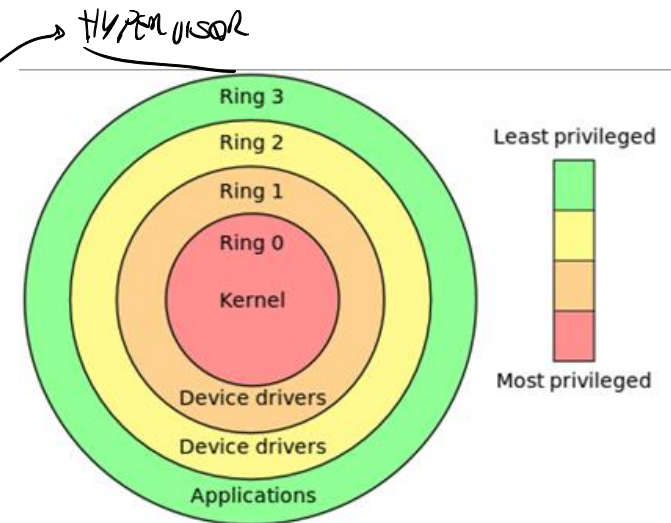 HYPERVISOR
Ring 3
Ring 2
Ring 1
Ring 0
Kernel
Device drivers
Device drivers
Applications
Least privileged
Most privileged